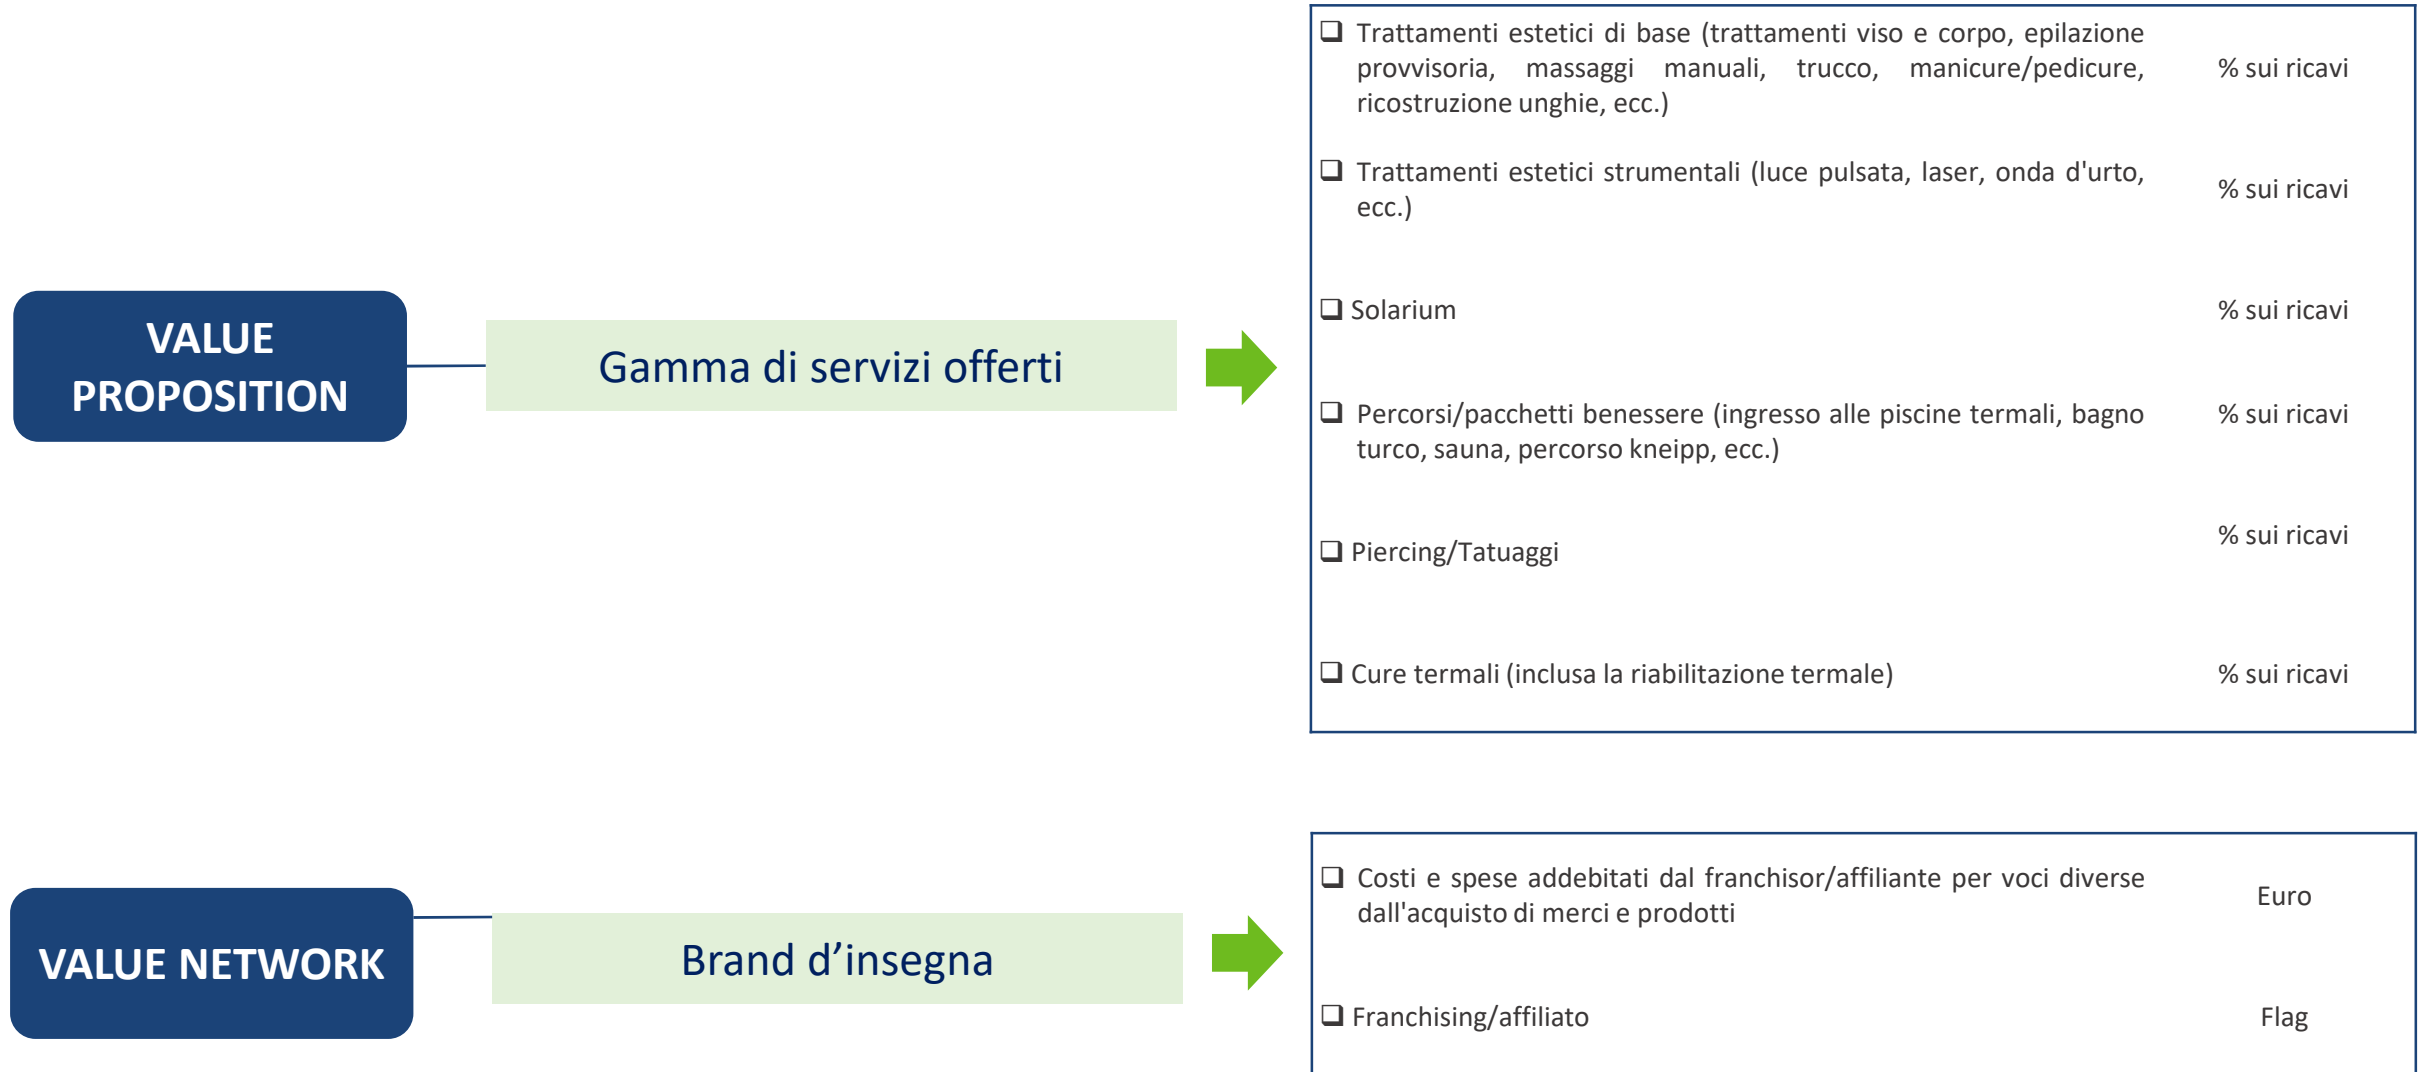 VALUE
PROPOSITION
Gamma di servizi offerti
❑ Trattamenti estetici di base (trattamenti viso e corpo, epilazione
provvisoria, massaggi manuali, trucco, manicure/pedicure,
ricostruzione unghie, ecc.)
% sui ricavi
❑ Trattamenti estetici strumentali (luce pulsata, laser, onda d'urto,
ecc.)
% sui ricavi
❑ Solarium
% sui ricavi
❑ Percorsi/pacchetti benessere (ingresso alle piscine termali, bagno
turco, sauna, percorso kneipp, ecc.)
% sui ricavi
❑ Piercing/Tatuaggi
% sui ricavi
❑ Cure termali (inclusa la riabilitazione termale)
% sui ricavi
VALUE NETWORK
Brand d’insegna
❑ Costi e spese addebitati dal franchisor/affiliante per voci diverse
dall'acquisto di merci e prodotti
Euro
❑ Franchising/affiliato
Flag